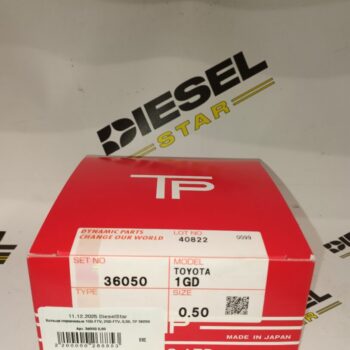 DIESEL
STAR
TP
DYNAMIC PARTS
CHANGE OUR WORLD
LOT NO
40822
0099
SET NO
36050
MODEL
TOYOTA
1GD
TYPE
SIZE
0.50
11.12.2025 DieselStar
MADE IN JAPAN